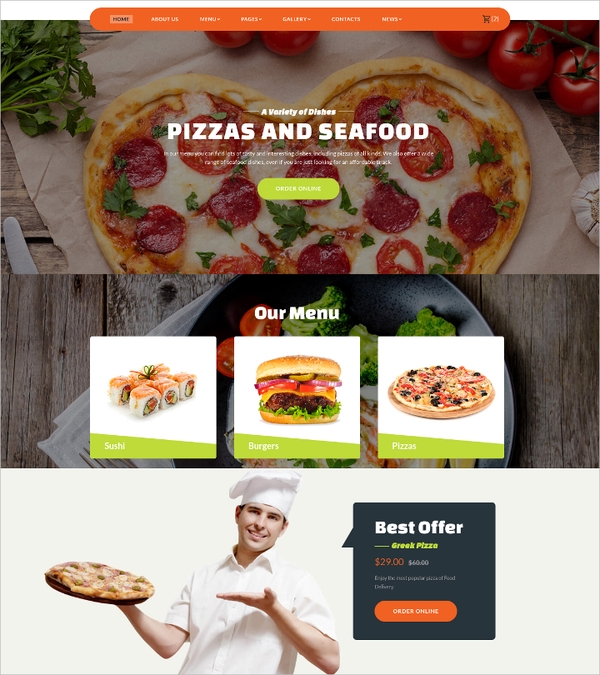 HOME ABOUT US MENU PAGES GALLERY CONTACTS NEWS (2)
A Variety of Dishes
PIZZAS AND SEAFOOD
In our menu you can find lots of tasty and interesting dishes, including pizzas of all kinds. We also offer a wide
range of seafood dishes, even if you are just looking for an affordable snack.
ORDER ONLINE
Our Menu
Sushi Burgers Pizzas
Best Offer
Greek Pizza
$29.00 $60.00
Enjoy the most popular pizza of Food
Delivery.
ORDER ONLINE